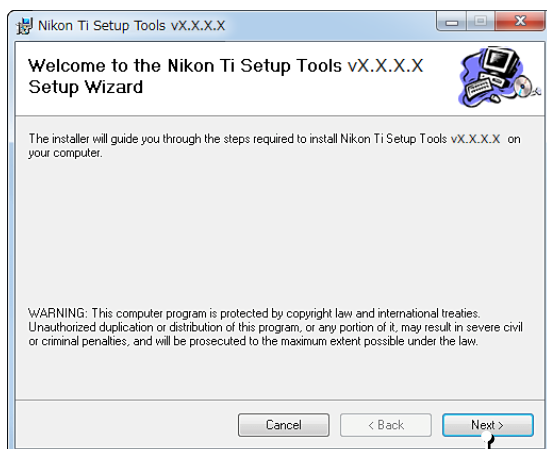 Nikon Ti Setup Tools vX.X.X.X
Welcome to the Nikon Ti Setup Tools vX.X.X.X
Setup Wizard
The installer will guide you through the steps required to install Nikon Ti Setup Tools vX.X.X.X on
your computer.
WARNING: This computer program is protected by copyright law and international treaties.
Unauthorized duplication or distribution of this program, or any portion of it, may result in severe civil
or criminal penalties, and will be prosecuted to the maximum extent possible under the law.
Cancel < Back Next >